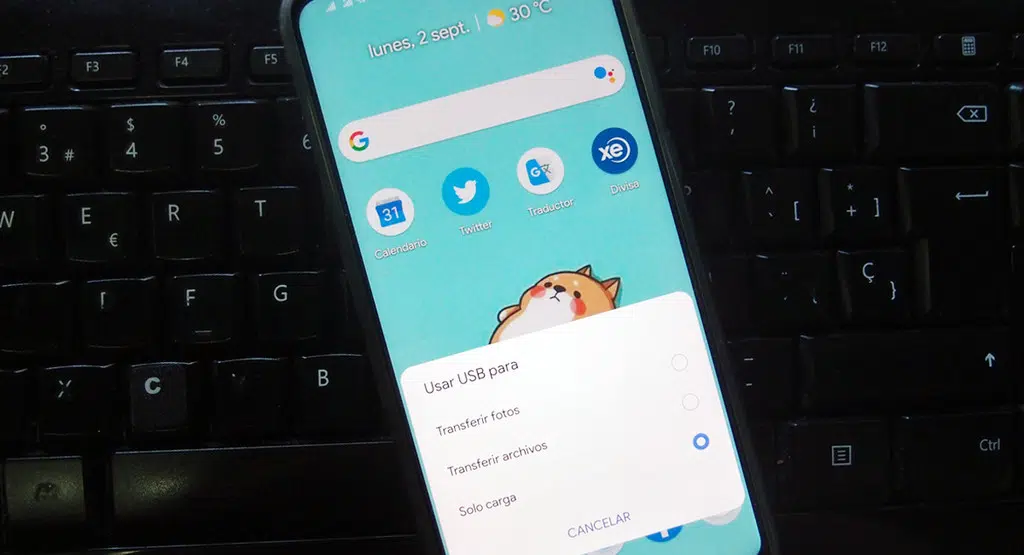 lunes, 2 sept. | 30 °C
G
31
xe
Calendario
Twitter
Traductor
Divisa
Usar USB para
Transferir fotos
Transferir archivos
Solo carga
CANCELAR
F3
F4
F5
F10
F11
F12
°
3 #
$
4
%
5
6
?
'
¿
¡
W
E
€
R
T
^
[
*
+ ]
F
G
Ç
}
X
C
B
Ctrl